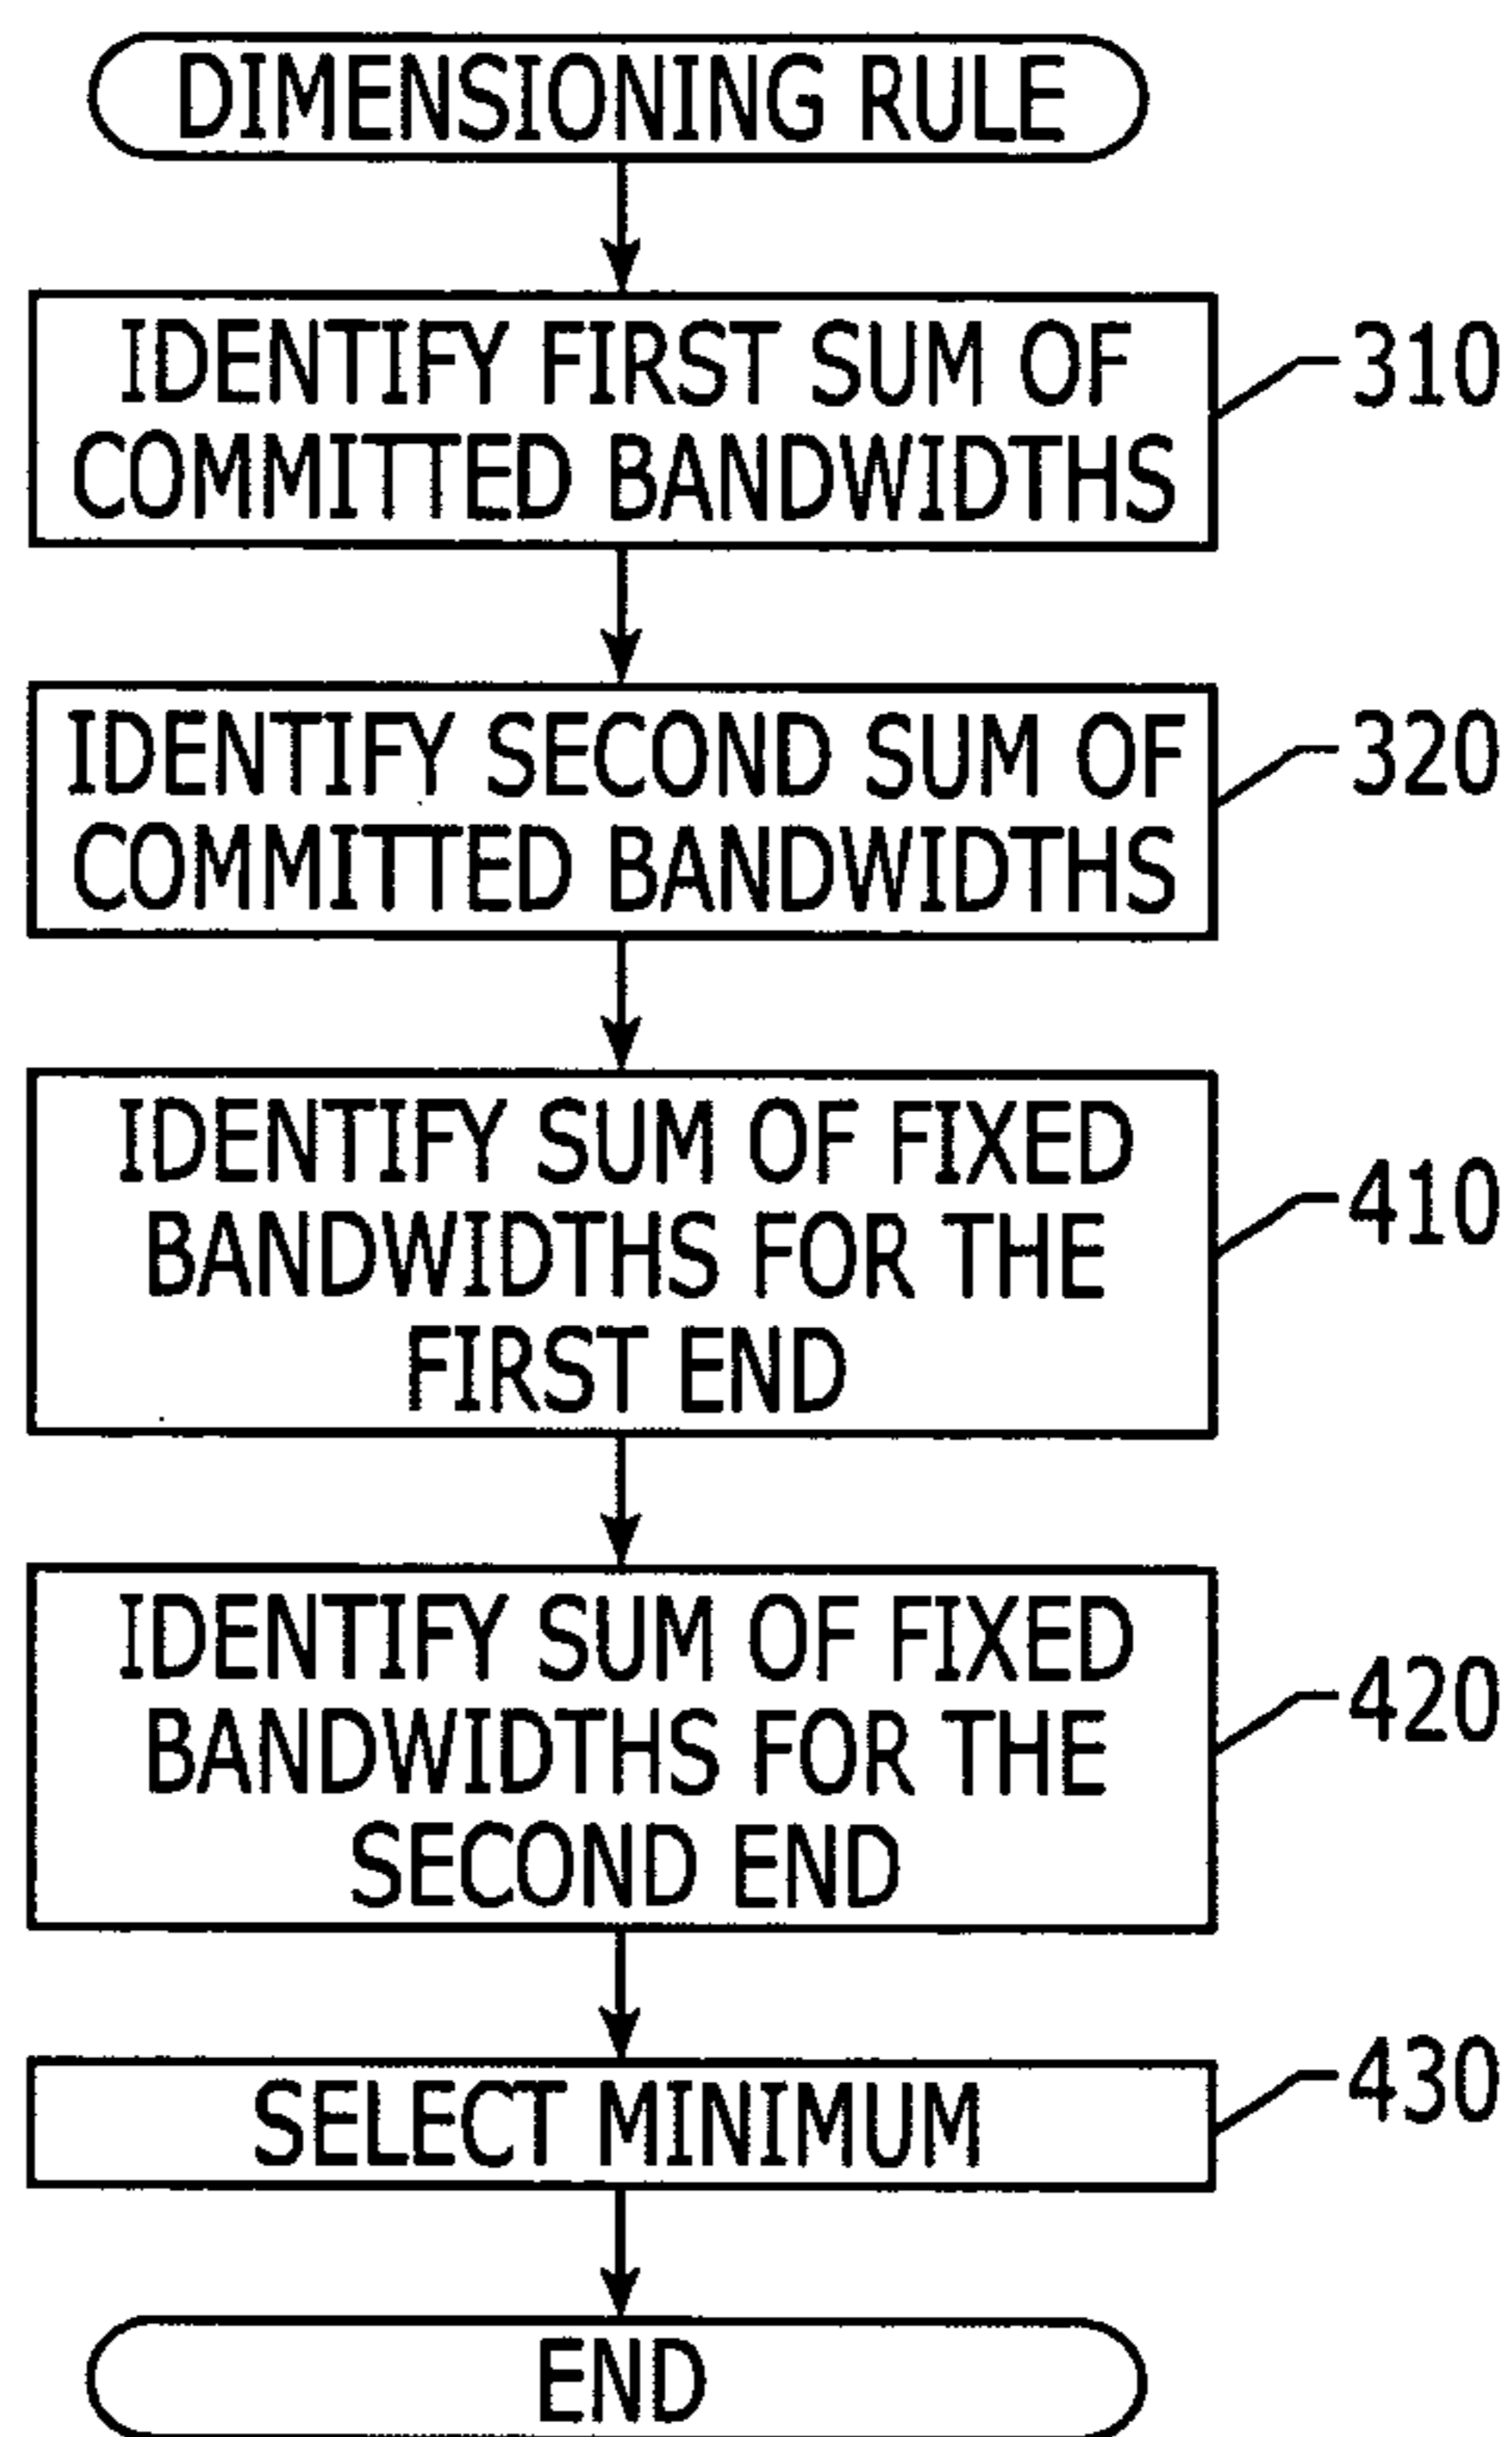 DIMENSIONING RULE
IDENTIFY FIRST SUM OF
COMMITTED BANDWIDTHS
310
IDENTIFY SECOND SUM OF
COMMITTED BANDWIDTHS
320
IDENTIFY SUM OF FIXED
BANDWIDTHS FOR THE
FIRST END
410
IDENTIFY SUM OF FIXED
BANDWIDTHS FOR THE
SECOND END
420
SELECT MINIMUM
430
END